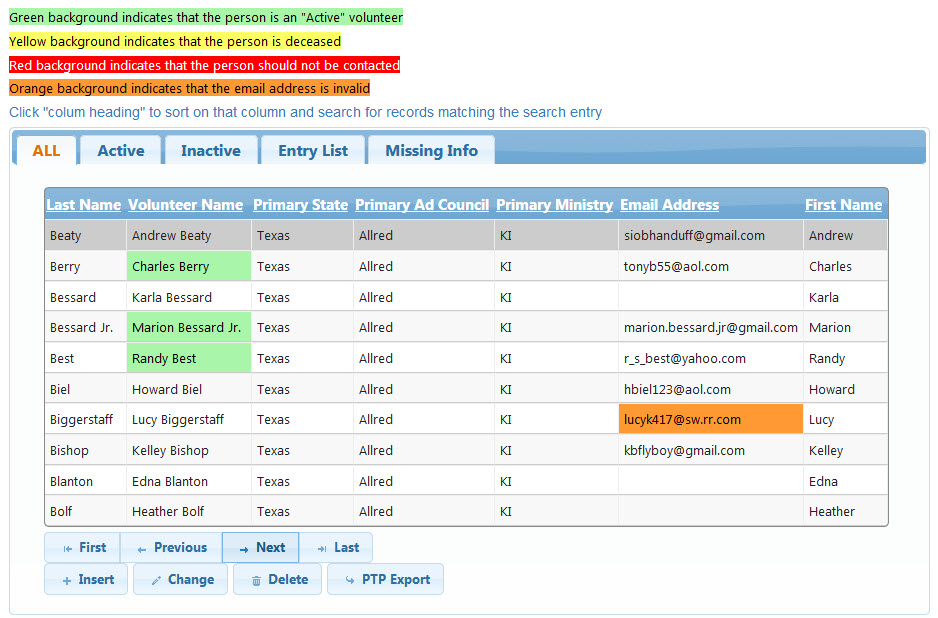 Green background indicates that the person is an "Active" volunteer
Yellow background indicates that the person is deceased
Red background indicates that the person should not be contacted
Orange background indicates that the email address is invalid
Click "colum heading" to sort on that column and search for records matching the search entry
ALL Active Inactive Entry List Missing Info
Last Name Volunteer Name Primary State Primary Ad Council Primary Ministry Email Address First Name
Beaty Andrew Beaty Texas Allred KI siobhanduff@gmail.com Andrew
Berry Charles Berry Texas Allred KI tonyb55@aol.com Charles
Bessard Karla Bessard Texas Allred KI Karla
Bessard Jr. Marion Bessard Jr. Texas Allred KI marion.bessard.jr@gmail.com Marion
Best Randy Best Texas Allred KI r_s_best@yahoo.com Randy
Biel Howard Biel Texas Allred KI hbiel123@aol.com Howard
Biggerstaff Lucy Biggerstaff Texas Allred KI lucyk417@sw.rr.com Lucy
Bishop Kelley Bishop Texas Allred KI kbflyboy@gmail.com Kelley
Blanton Edna Blanton Texas Allred KI Edna
Bolf Heather Bolf Texas Allred KI Heather
First Previous Next Last
Insert Change Delete PTP Export